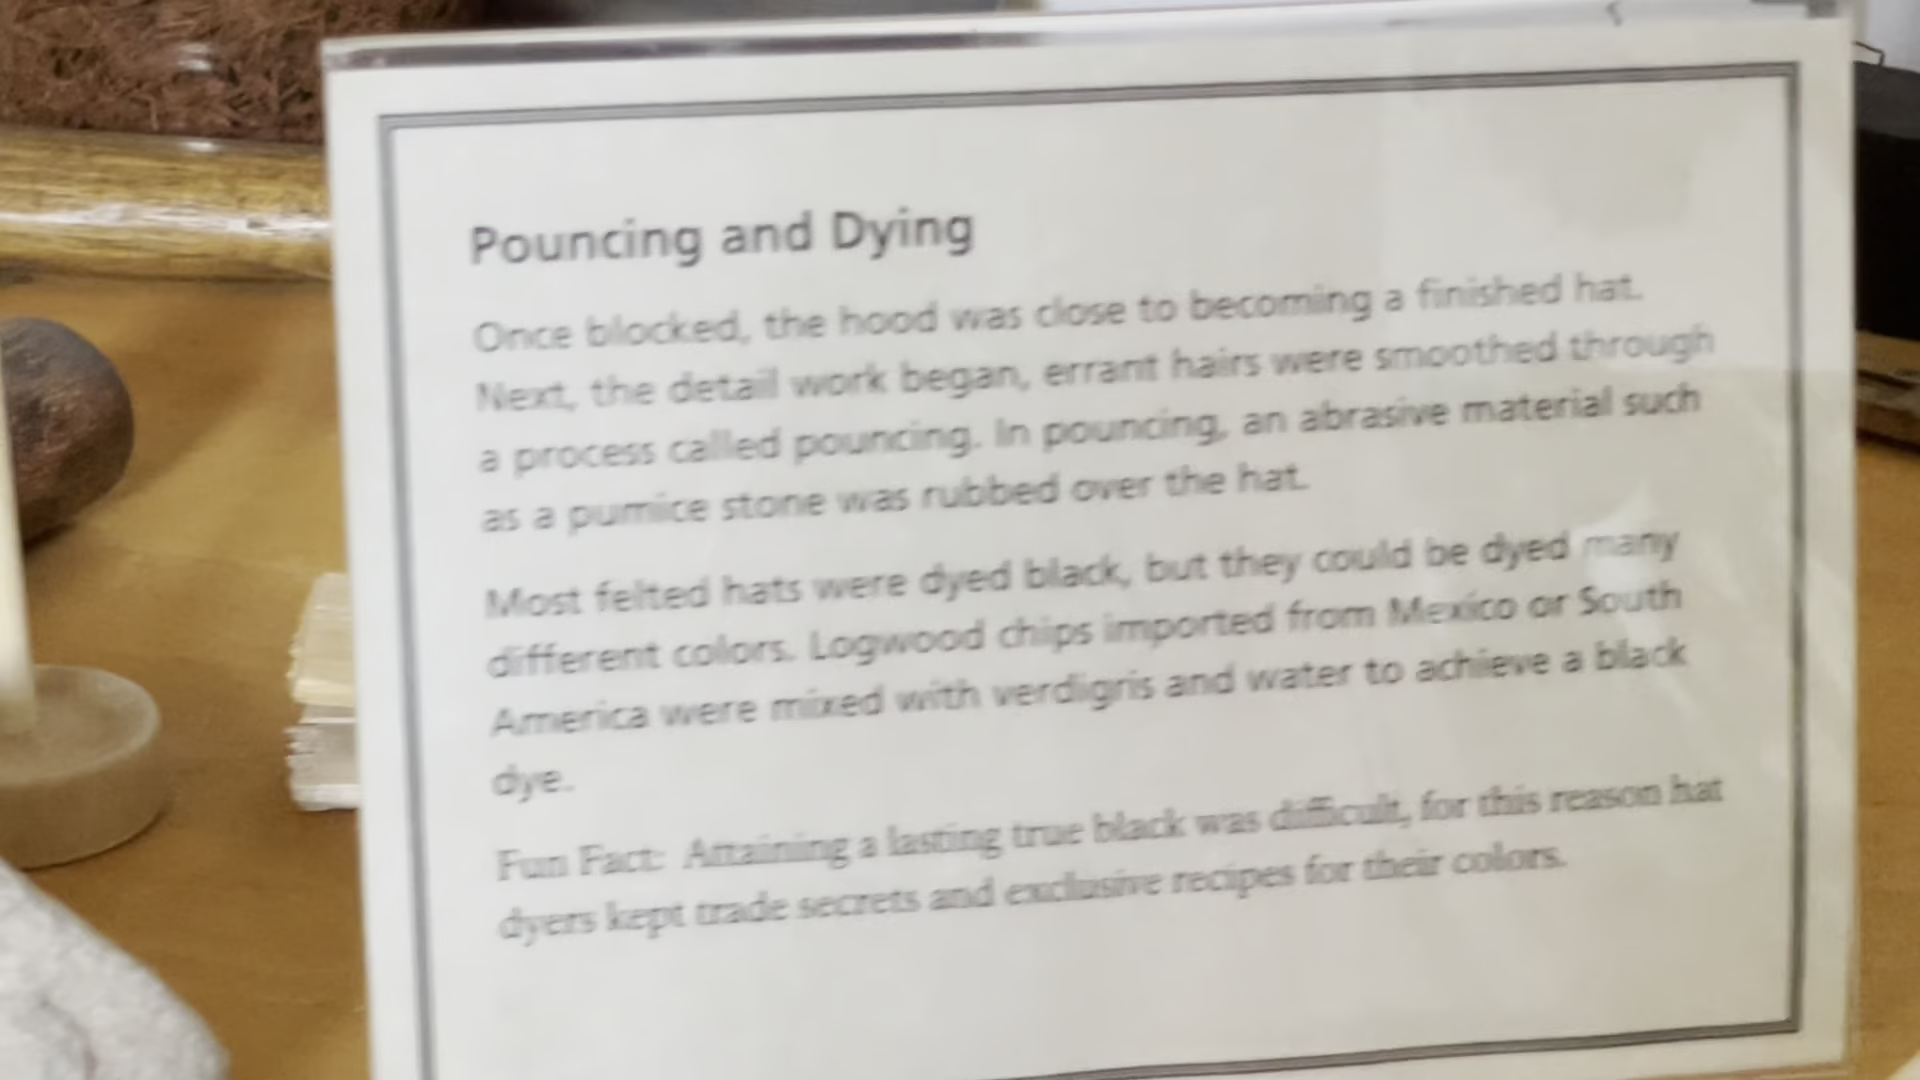 Pouncing and Dying
Once blocked, the hood was close to becoming a finished hat.
Next, the detail work began, errant hairs were smoothed through
a process called pouncing. In pouncing, an abrasive material such
as a pumice stone was rubbed over the hat.
Most felted hats were dyed black, but they could be dyed many
different colors. Logwood chips imported from Mexico or South
America were mixed with verdigris and water to achieve a black
dye.
Fun Fact: Attaining a lasting true black was difficult, for this reason hat
dyers kept trade secrets and exclusive recipes for their colors.